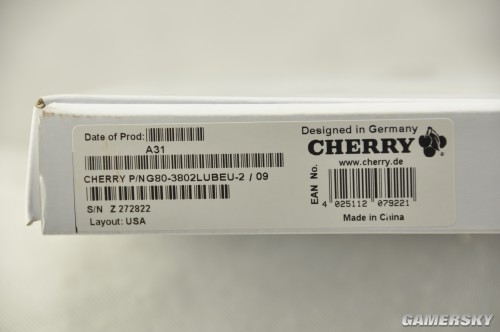 Date of Prod:
A31
CHERRY P/NG80-3802LUBEU-2 / 09
S/N Z 272822
Layout: USA
Designed in Germany
CHERRY
www.cherry.de
EAN No.
4 025112 079221
Made in China
GAMERSKY